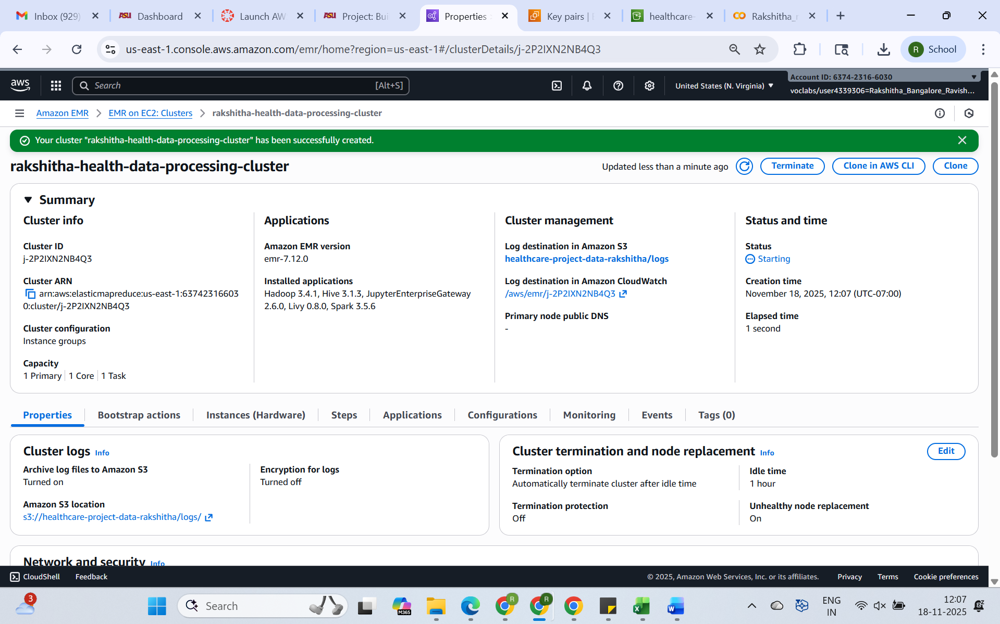 Inbox (929)
Dashboard
Launch AW
Project: Bui
Properties
Key pairs |
healthcare-
Rakshitha_r
us-east-1.console.aws.amazon.com/emr/home?region=us-east-1#/clusterDetails/j-2P2IXN2NB4Q3
R School
aws
Search [Alt+S]
United States (N. Virginia)
Account ID: 6374-2316-6030
voclabs/user4339306=Rakshitha_Bangalore_Ravish...
Amazon EMR
EMR on EC2: Clusters
rakshitha-health-data-processing-cluster
Your cluster "rakshitha-health-data-processing-cluster" has been successfully created.
rakshitha-health-data-processing-cluster
Updated less than a minute ago
Terminate
Clone in AWS CLI
Clone
Summary
Cluster info
Cluster ID
j-2P2IXN2NB4Q3
Cluster ARN
arn:aws:elasticmapreduce:us-east-1:63742316603
0:cluster/j-2P2IXN2NB4Q3
Cluster configuration
Instance groups
Capacity
1 Primary | 1 Core | 1 Task
Applications
Amazon EMR version
emr-7.12.0
Installed applications
Hadoop 3.4.1, Hive 3.1.3, JupyterEnterpriseGateway
2.6.0, Livy 0.8.0, Spark 3.5.6
Cluster management
Log destination in Amazon S3
healthcare-project-data-rakshitha/logs
Log destination in Amazon CloudWatch
/aws/emr/j-2P2IXN2NB4Q3
Primary node public DNS
-
Status and time
Status
Starting
Creation time
November 18, 2025, 12:07 (UTC-07:00)
Elapsed time
1 second
Properties
Bootstrap actions
Instances (Hardware)
Steps
Applications
Configurations
Monitoring
Events
Tags (0)
Cluster logs Info
Archive log files to Amazon S3
Turned on
Amazon S3 location
s3://healthcare-project-data-rakshitha/logs/
Encryption for logs
Turned off
Cluster termination and node replacement Info
Edit
Termination option
Automatically terminate cluster after idle time
Idle time
1 hour
Termination protection
Off
Unhealthy node replacement
On
Network and security Info
CloudShell
Feedback
© 2025, Amazon Web Services, Inc. or its affiliates.
Privacy
Terms
Cookie preferences
3
Search
M365
R
R
ENG
IN
12:07
18-11-2025